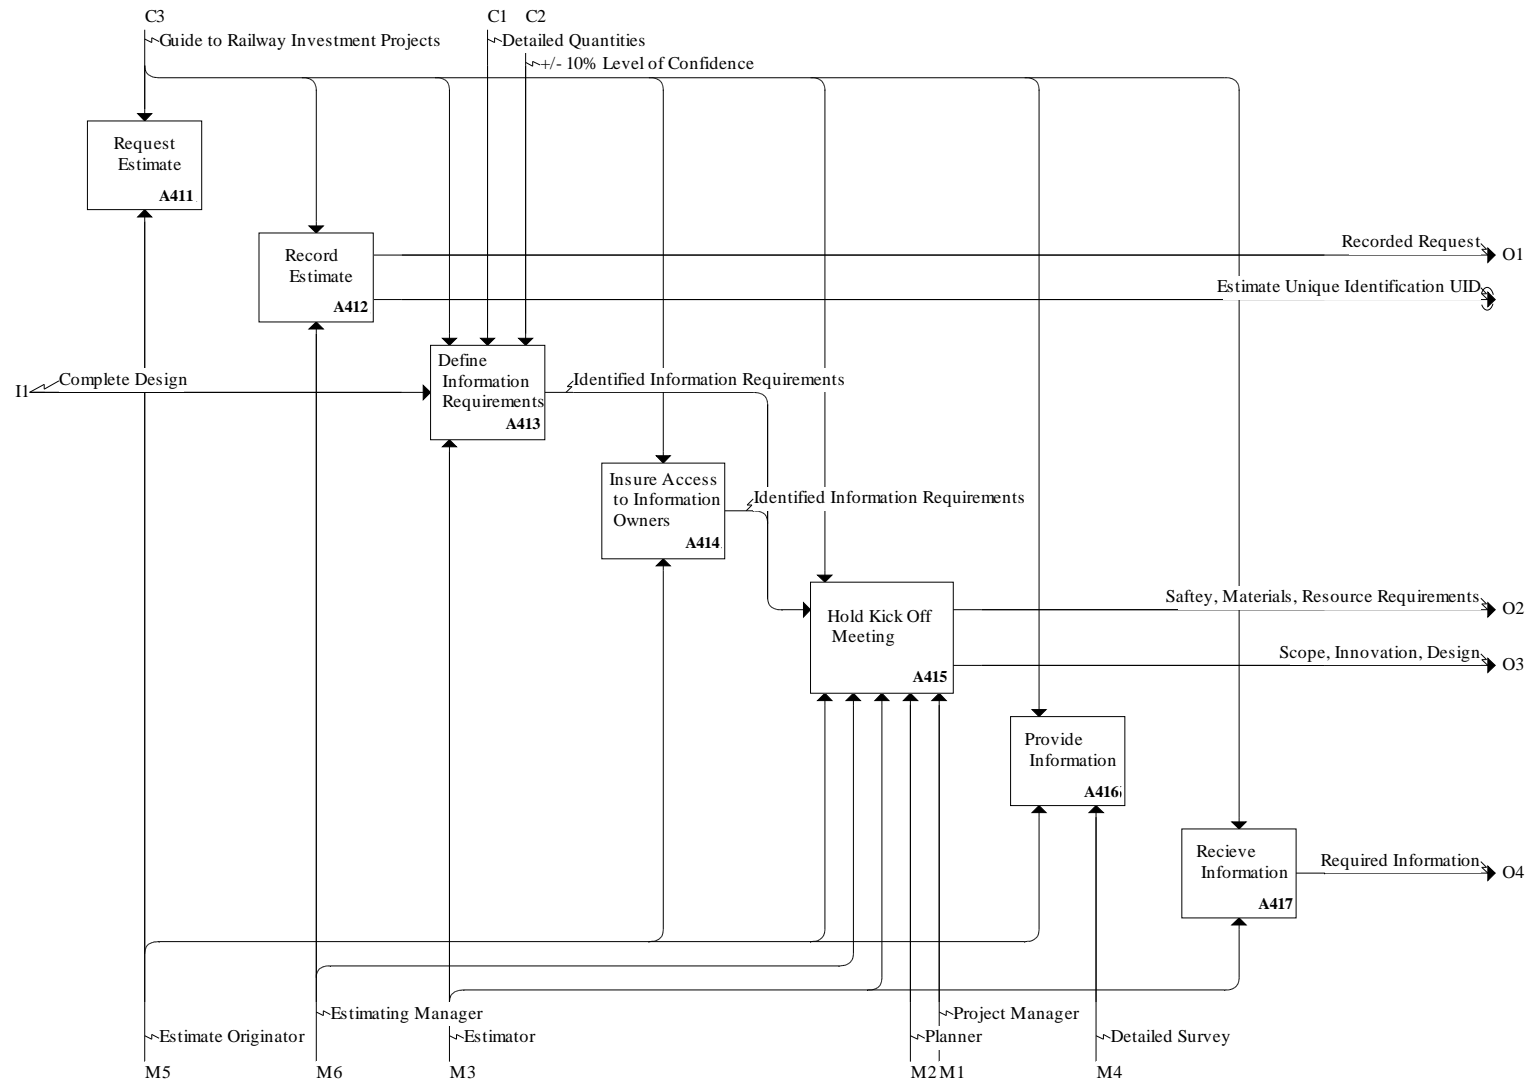 C3
C1 C2
Guide to Railway Investment Projects
Detailed Quantities
+/- 10% Level of Confidence
Request
Estimate
A411
Record
Estimate
A412
Recorded Request
O1
Estimate Unique Identification UID
I1
Complete Design
Define
Information
Requirements
A413
Identified Information Requirements
Insure Access
to Information
Owners
A414
Identified Information Requirements
Hold Kick Off
Meeting
A415
Saftey, Materials, Resource Requirements
O2
Scope, Innovation, Design
O3
Provide
Information
A416
Recieve
Information
A417
Required Information
O4
Estimating Manager
Project Manager
Estimate Originator
Estimator
Planner
Detailed Survey
M5
M6
M3
M2 M1
M4